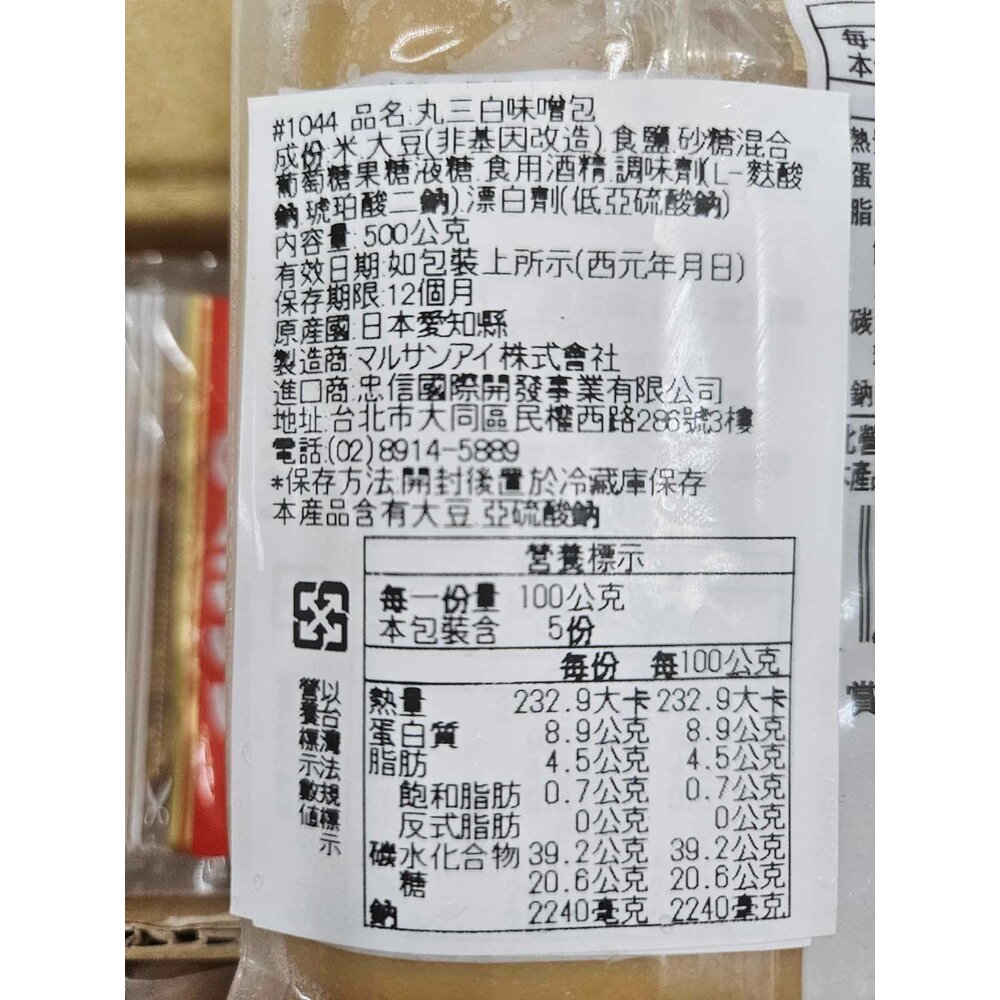 #1044 品名:丸三白味噌包
成份:米.大豆(非基因改造).食鹽.砂糖混合
葡萄糖果糖液糖.食用酒精.調味劑(L-麩酸
鈉.琥珀酸二鈉).漂白劑(低亞硫酸鈉)
內容量:500公克
有效日期:如包裝上所示(西元年月日)
保存期限:12個月
原產國:日本愛知縣
製造商:マルサンアイ株式會社
進口商:忠信國際開發事業有限公司
地址:台北市大同區民權西路286號3樓
電話:(02)8914-5889
*保存方法:開封後置於冷藏庫保存
本產品含有大豆.亞硫酸鈉
營養標示
每一份量 100公克
本包裝含 5份
每份 每100公克
熱量 232.9大卡 232.9大卡
蛋白質 8.9公克 8.9公克
脂肪 4.5公克 4.5公克
飽和脂肪 0.7公克 0.7公克
反式脂肪 0公克 0公克
碳水化合物 39.2公克 39.2公克
糖 20.6公克 20.6公克
鈉 2240毫克 2240毫克
以台灣法規標示
營養標示數值
每一
本
熱
蛋
脂
碳
鈉